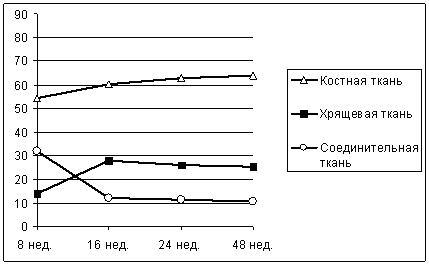 90
80
70
60
50
40
30
20
10
0
8 нед. 16 нед. 24 нед. 48 нед.
Костная ткань
Хрящевая ткань
Соединительная
ткань